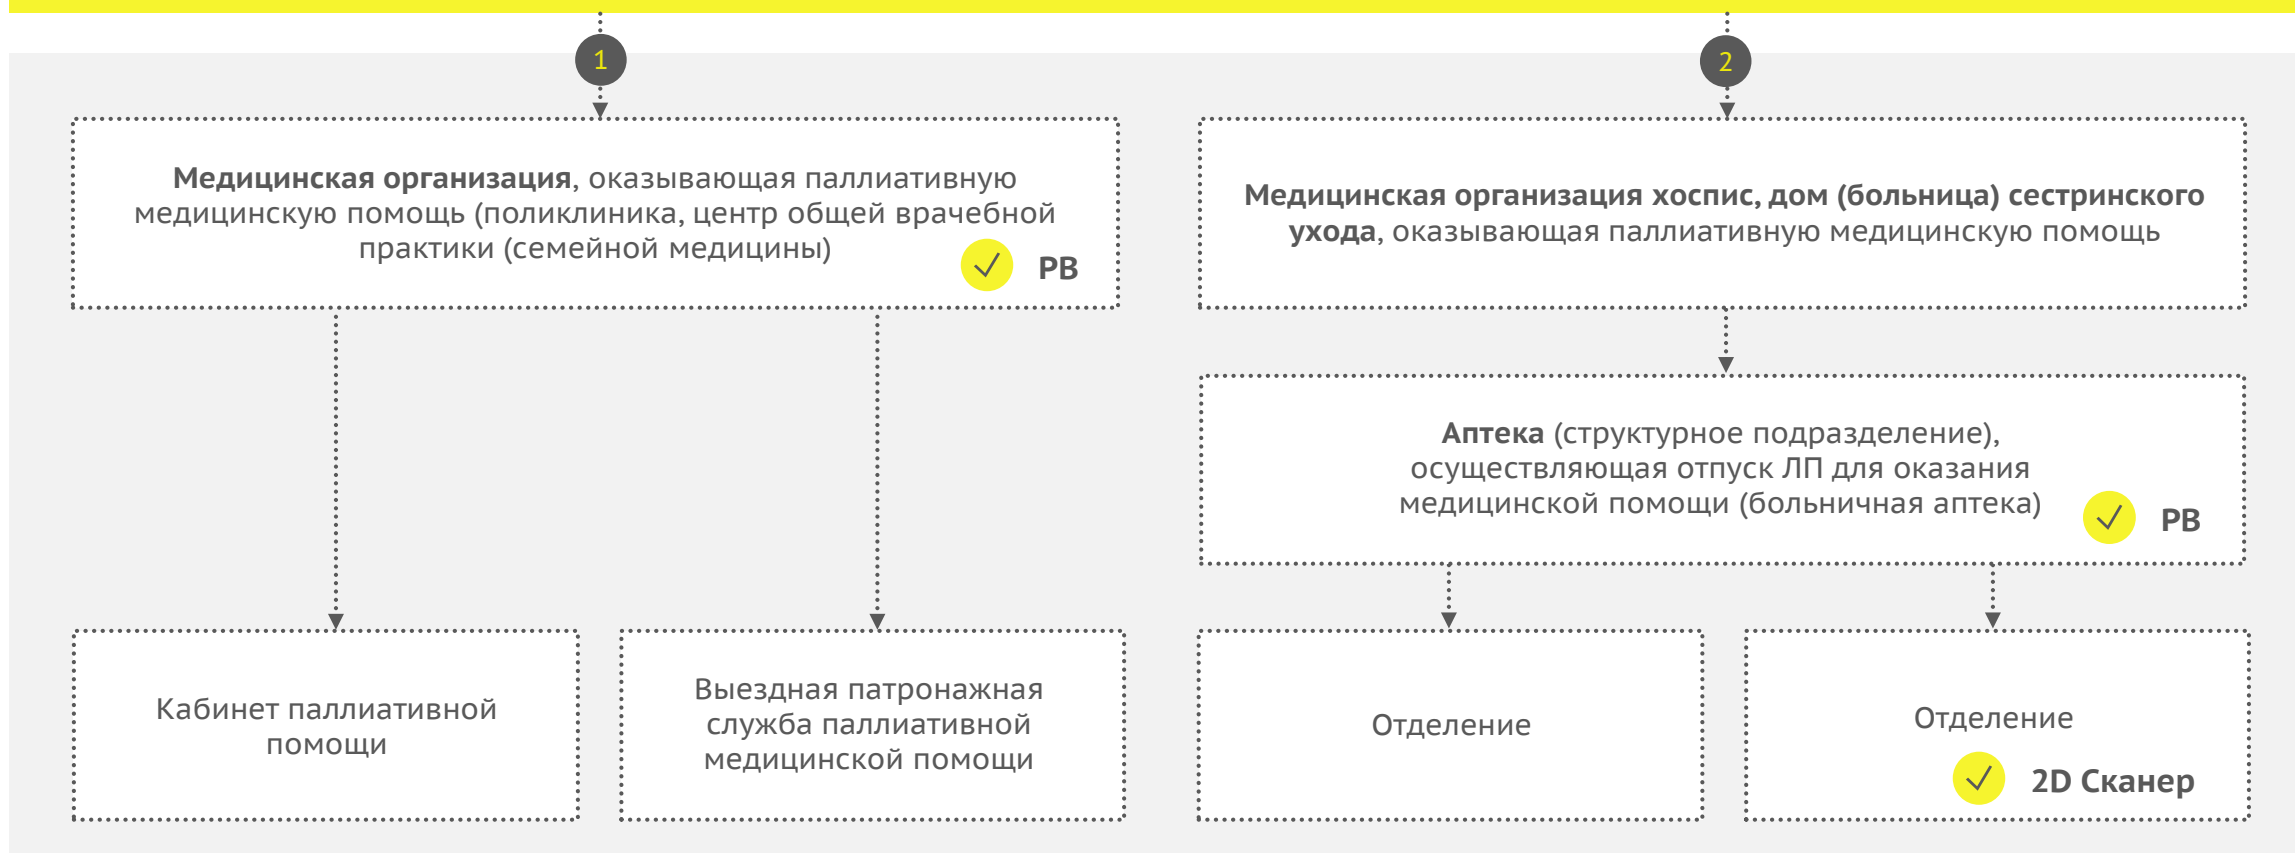 1
Медицинская организация, оказывающая паллиативную
медицинскую помощь (поликлиника, центр общей врачебной
практики (семейной медицины)
РВ
Кабинет паллиативной
помощи
Выездная патронажная
служба паллиативной
медицинской помощи
2
Медицинская организация хоспис, дом (больница) сестринского
ухода, оказывающая паллиативную медицинскую помощь
Аптека (структурное подразделение),
осуществляющая отпуск ЛП для оказания
медицинской помощи (больничная аптека)
РВ
Отделение
Отделение
2D Сканер